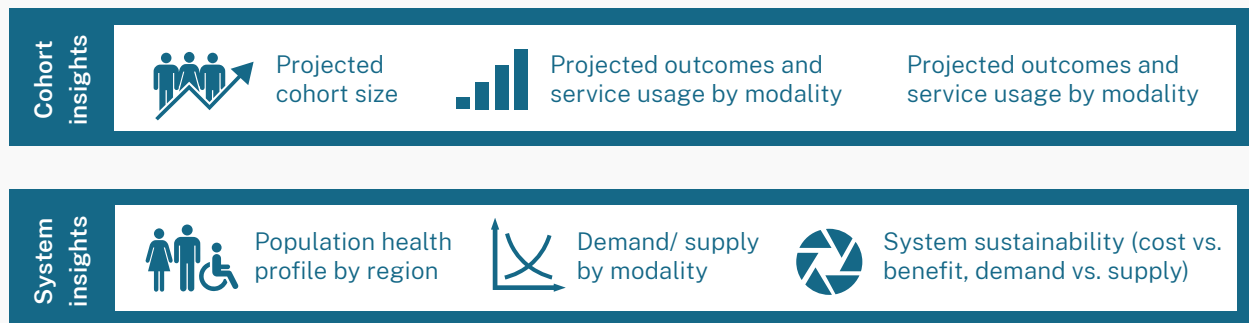 Cohort
insights
Projected
cohort size
Projected outcomes and
service usage by modality
Projected outcomes and
service usage by modality
System
insights
Population health
profile by region
Demand/ supply
by modality
System sustainability (cost vs.
benefit, demand vs. supply)